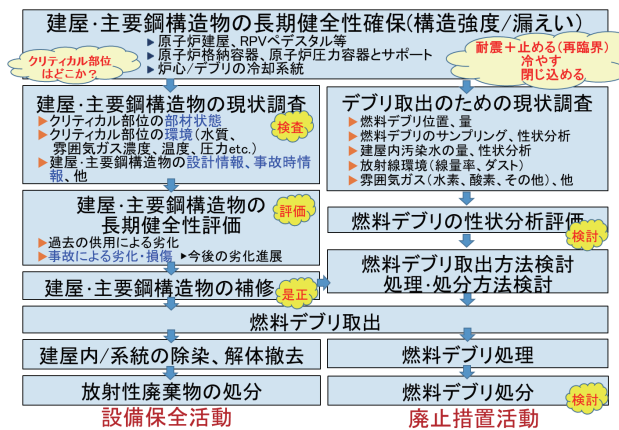 建屋・主要鋼構造物の長期健全性確保(構造強度/漏えい)
▶原子炉建屋、RPVペデスタル等
▶原子炉格納容器、原子炉圧力容器とサポート
▶炉心/デブリの冷却系統
クリティカル部位
はどこか？
耐震＋止める(再臨界)
冷やす
閉じ込める
建屋・主要鋼構造物の現状調査
▶クリティカル部位の部材状態
▶クリティカル部位の環境(水質、
雰囲気ガス濃度、温度、圧力etc.)
▶建屋・主要鋼構造物の設計情報、事故時情
報、他
検査
デブリ取出のための現状調査
▶燃料デブリ位置、量
▶燃料デブリのサンプリング、性状分析
▶建屋内汚染水の量、性状分析
▶放射線環境(線量率、ダスト)
▶雰囲気ガス(水素、酸素、その他)、他
建屋・主要鋼構造物の
長期健全性評価
▶過去の供用による劣化
▶事故による劣化・損傷 ▶今後の劣化進展
評価
燃料デブリの性状分析評価
検討
建屋・主要鋼構造物の補修
是正
燃料デブリ取出方法検討
処理・処分方法検討
燃料デブリ取出
建屋内/系統の除染、解体撤去
燃料デブリ処理
放射性廃棄物の処分
燃料デブリ処分
検討
設備保全活動
廃止措置活動